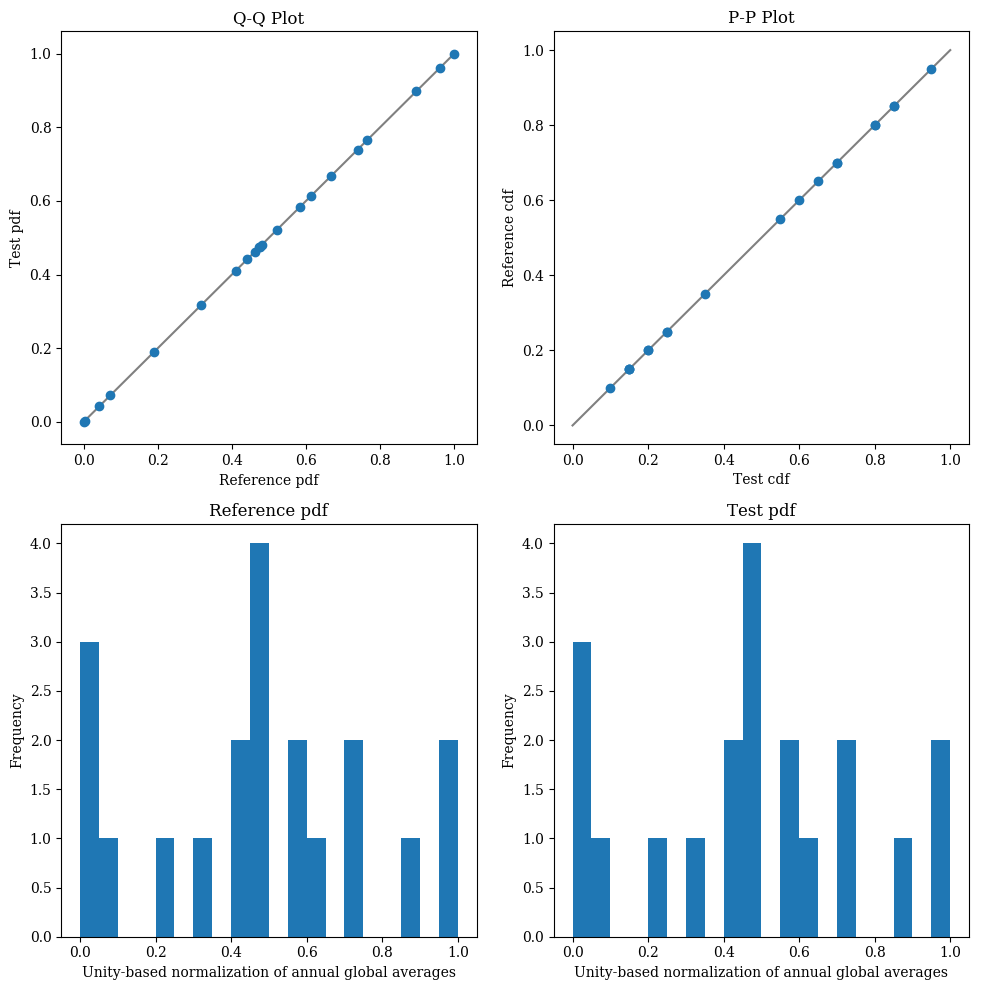 Q-Q Plot
Test pdf
1.0
0.8
0.6
0.4
0.2
0.0
0.0 0.2 0.4 0.6 0.8 1.0
Reference pdf
P-P Plot
Reference cdf
1.0
0.8
0.6
0.4
0.2
0.0
0.0 0.2 0.4 0.6 0.8 1.0
Test cdf
Reference pdf
Frequency
4.0
3.5
3.0
2.5
2.0
1.5
1.0
0.5
0.0
0.0 0.2 0.4 0.6 0.8 1.0
Unity-based normalization of annual global averages
Test pdf
Frequency
4.0
3.5
3.0
2.5
2.0
1.5
1.0
0.5
0.0
0.0 0.2 0.4 0.6 0.8 1.0
Unity-based normalization of annual global averages